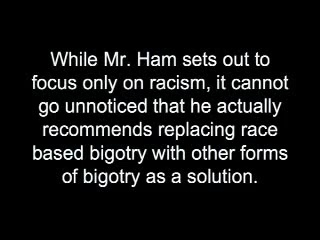 While Mr. Ham sets out to
focus only on racism, it cannot
go unnoticed that he actually
recommends replacing race
based bigotry with other forms
of bigotry as a solution.